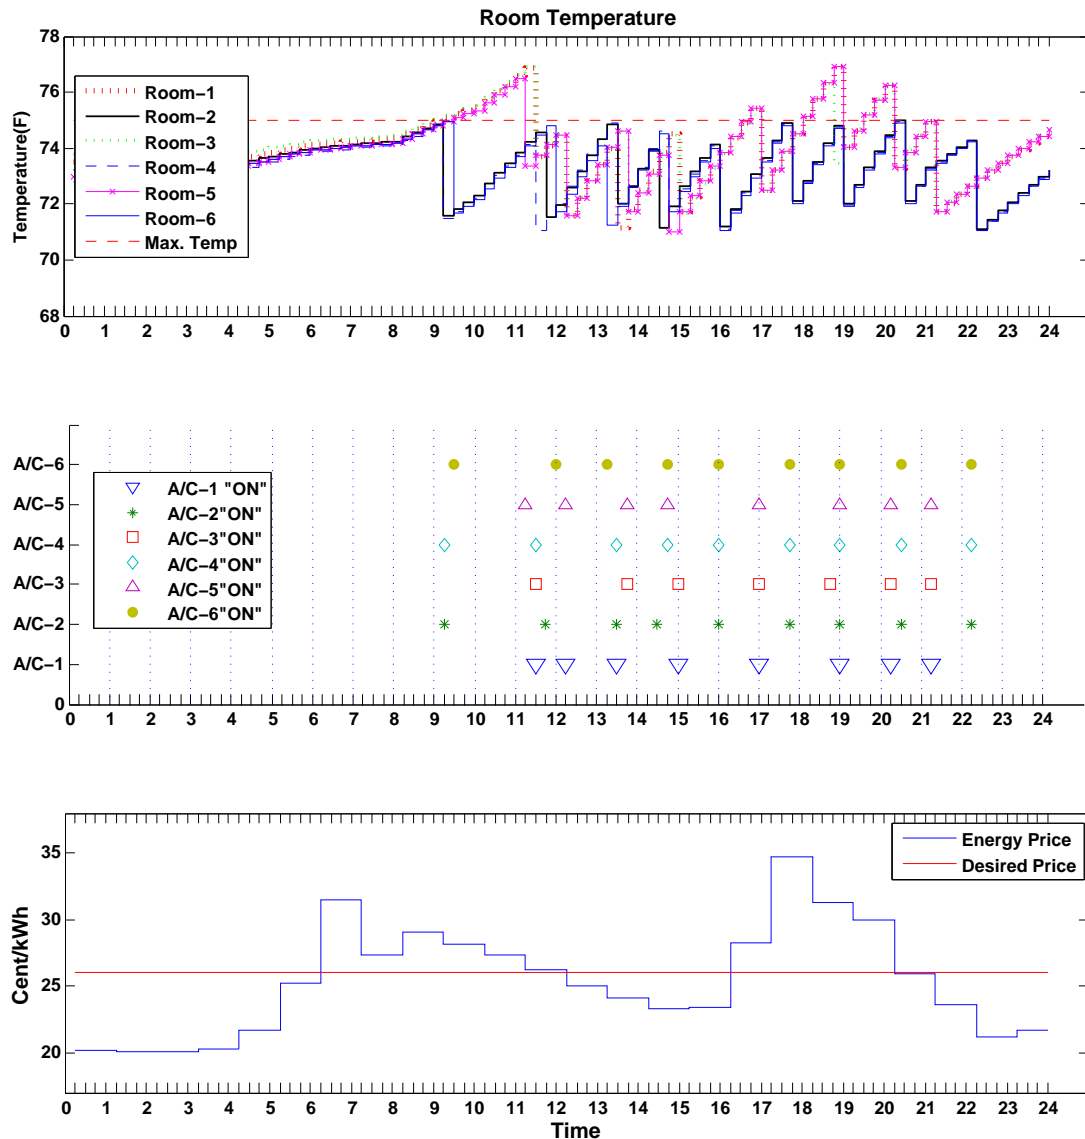 Room Temperature
78
76
74
72
70
68
Temperature(F)
Room−1
Room−2
Room−3
Room−4
Room−5
Room−6
Max. Temp
0 1 2 3 4 5 6 7 8 9 10 11 12 13 14 15 16 17 18 19 20 21 22 23 24
A/C−6
A/C−5
A/C−4
A/C−3
A/C−2
A/C−1
0
A/C−1 "ON"
A/C−2"ON"
A/C−3"ON"
A/C−4"ON"
A/C−5"ON"
A/C−6"ON"
0 1 2 3 4 5 6 7 8 9 10 11 12 13 14 15 16 17 18 19 20 21 22 23 24
35
30
25
20
Cent/kWh
Energy Price
Desired Price
0 1 2 3 4 5 6 7 8 9 10 11 12 13 14 15 16 17 18 19 20 21 22 23 24
Time